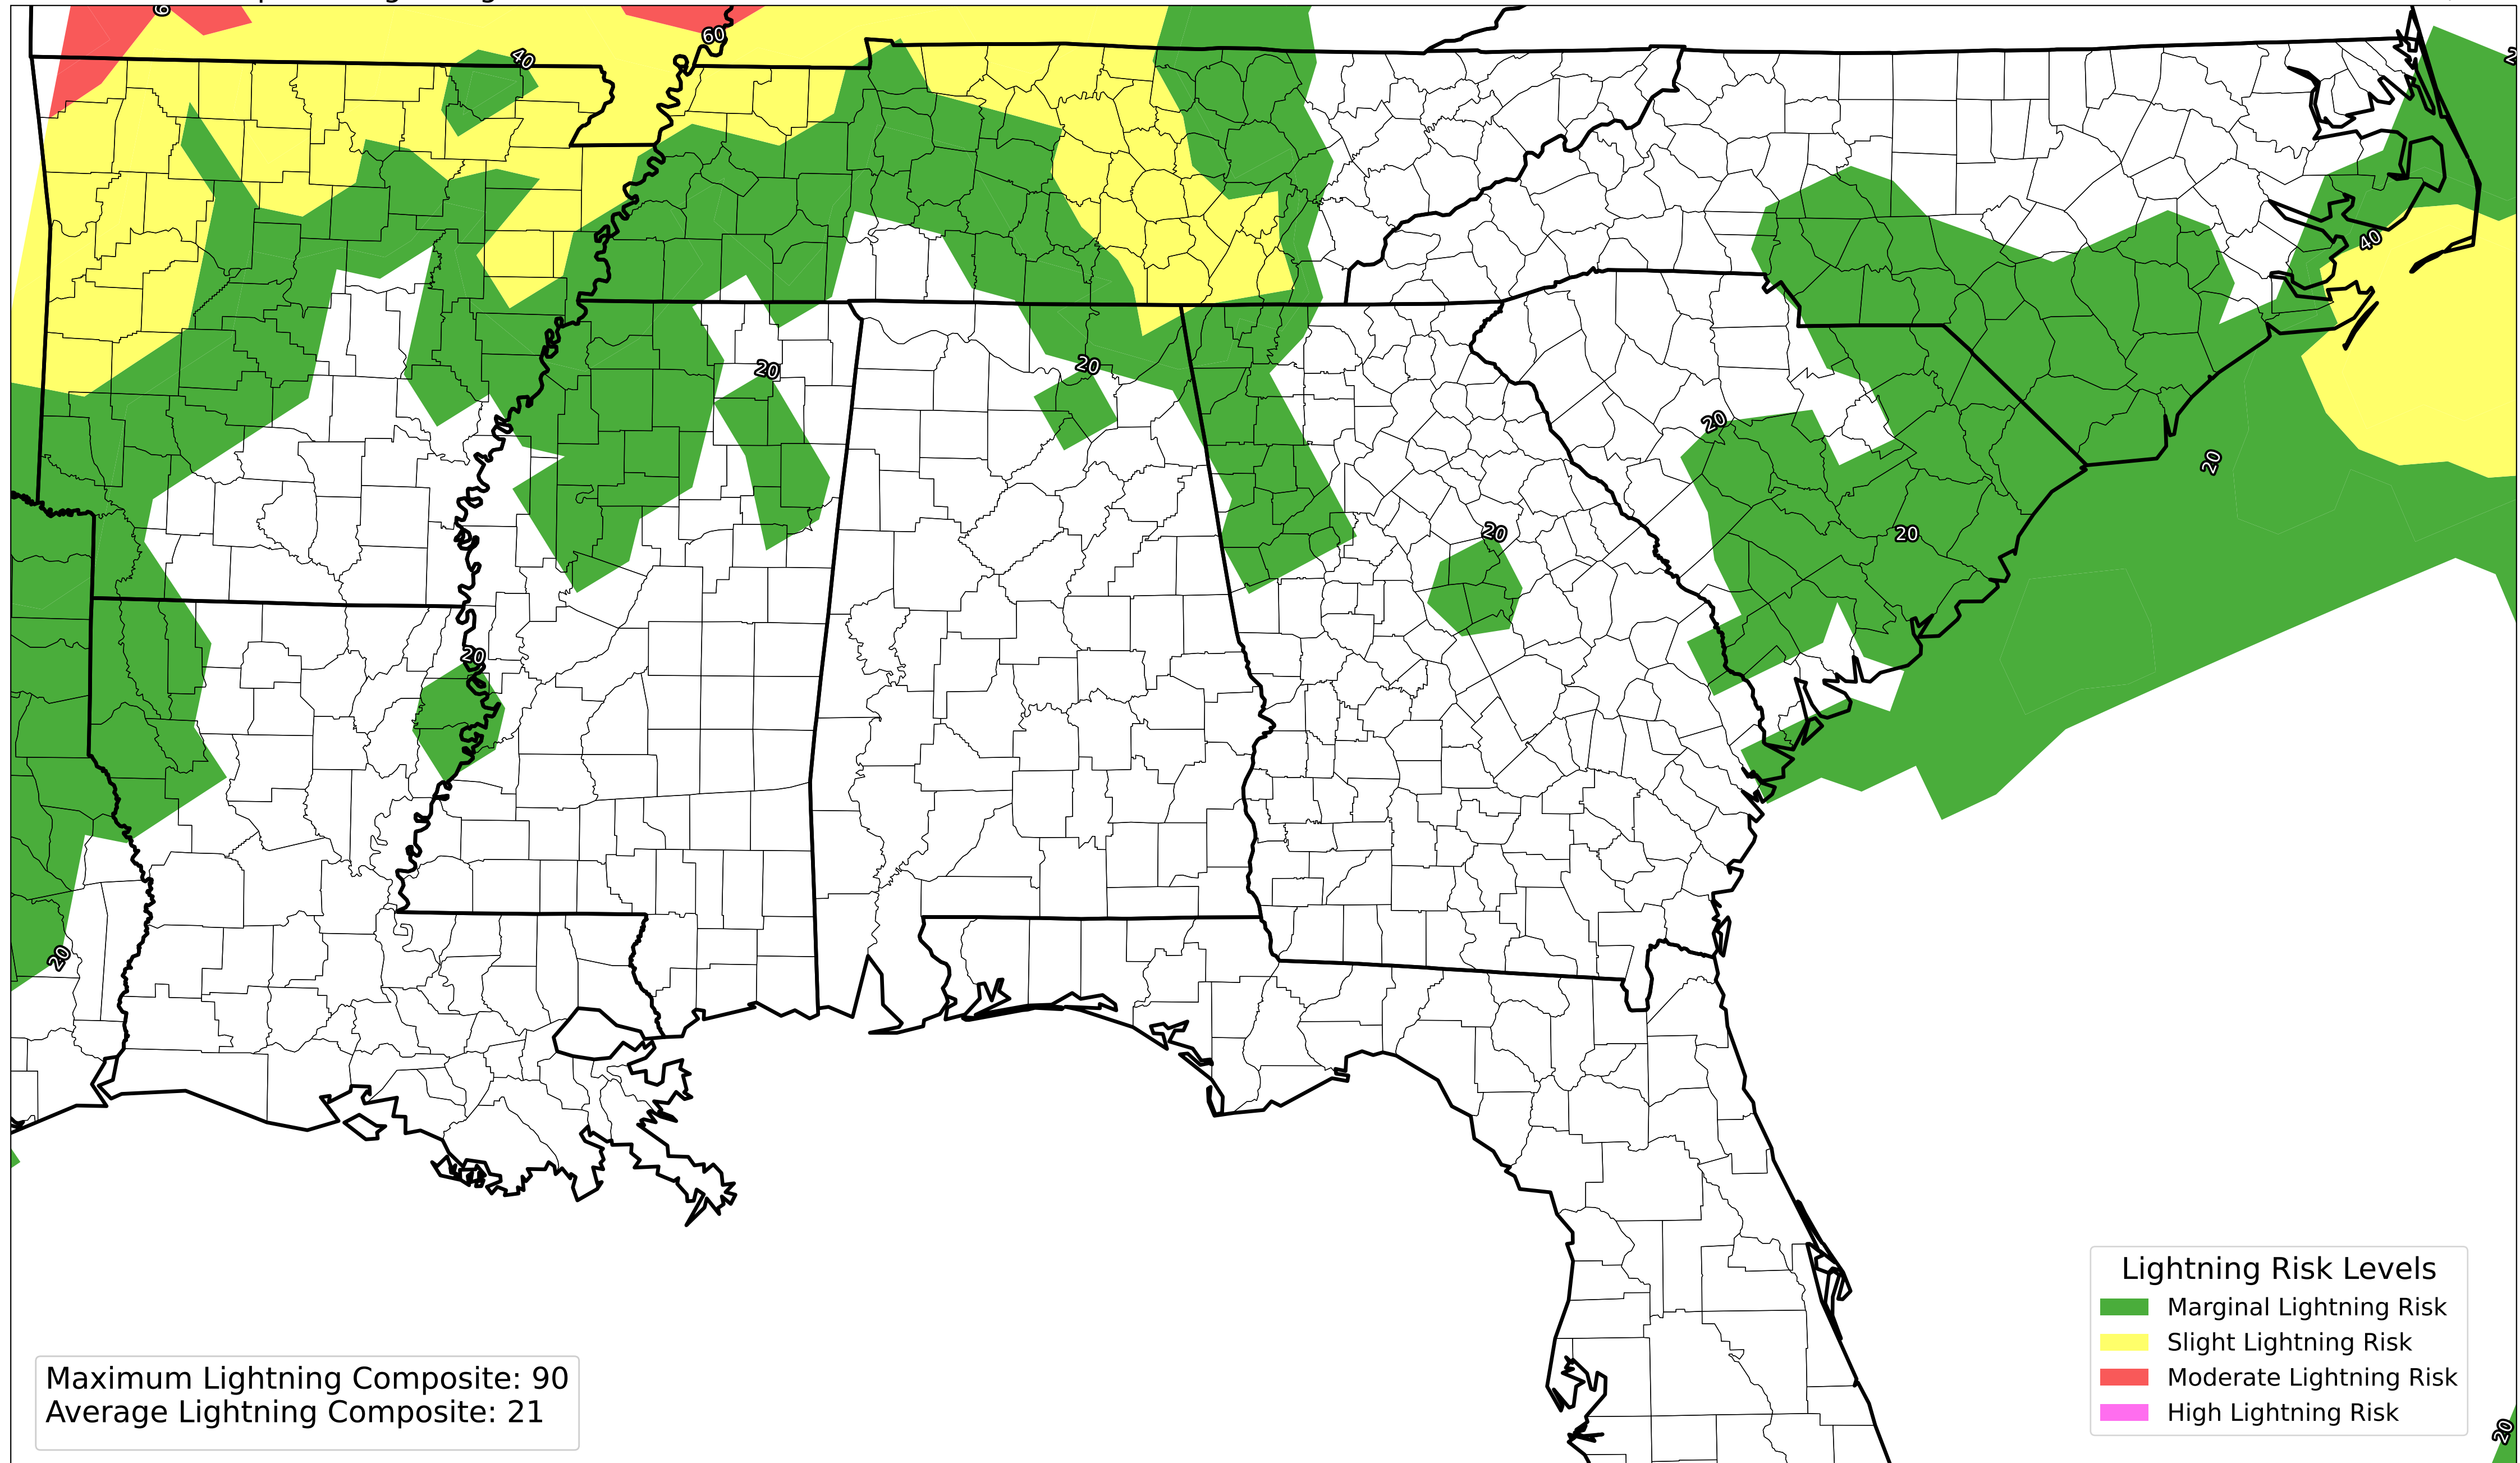 60
40
40
20
20
20
20
20
20
20
20
20
Lightning Risk Levels
Marginal Lightning Risk
Slight Lightning Risk
Moderate Lightning Risk
High Lightning Risk
Maximum Lightning Composite: 90
Average Lightning Composite: 21